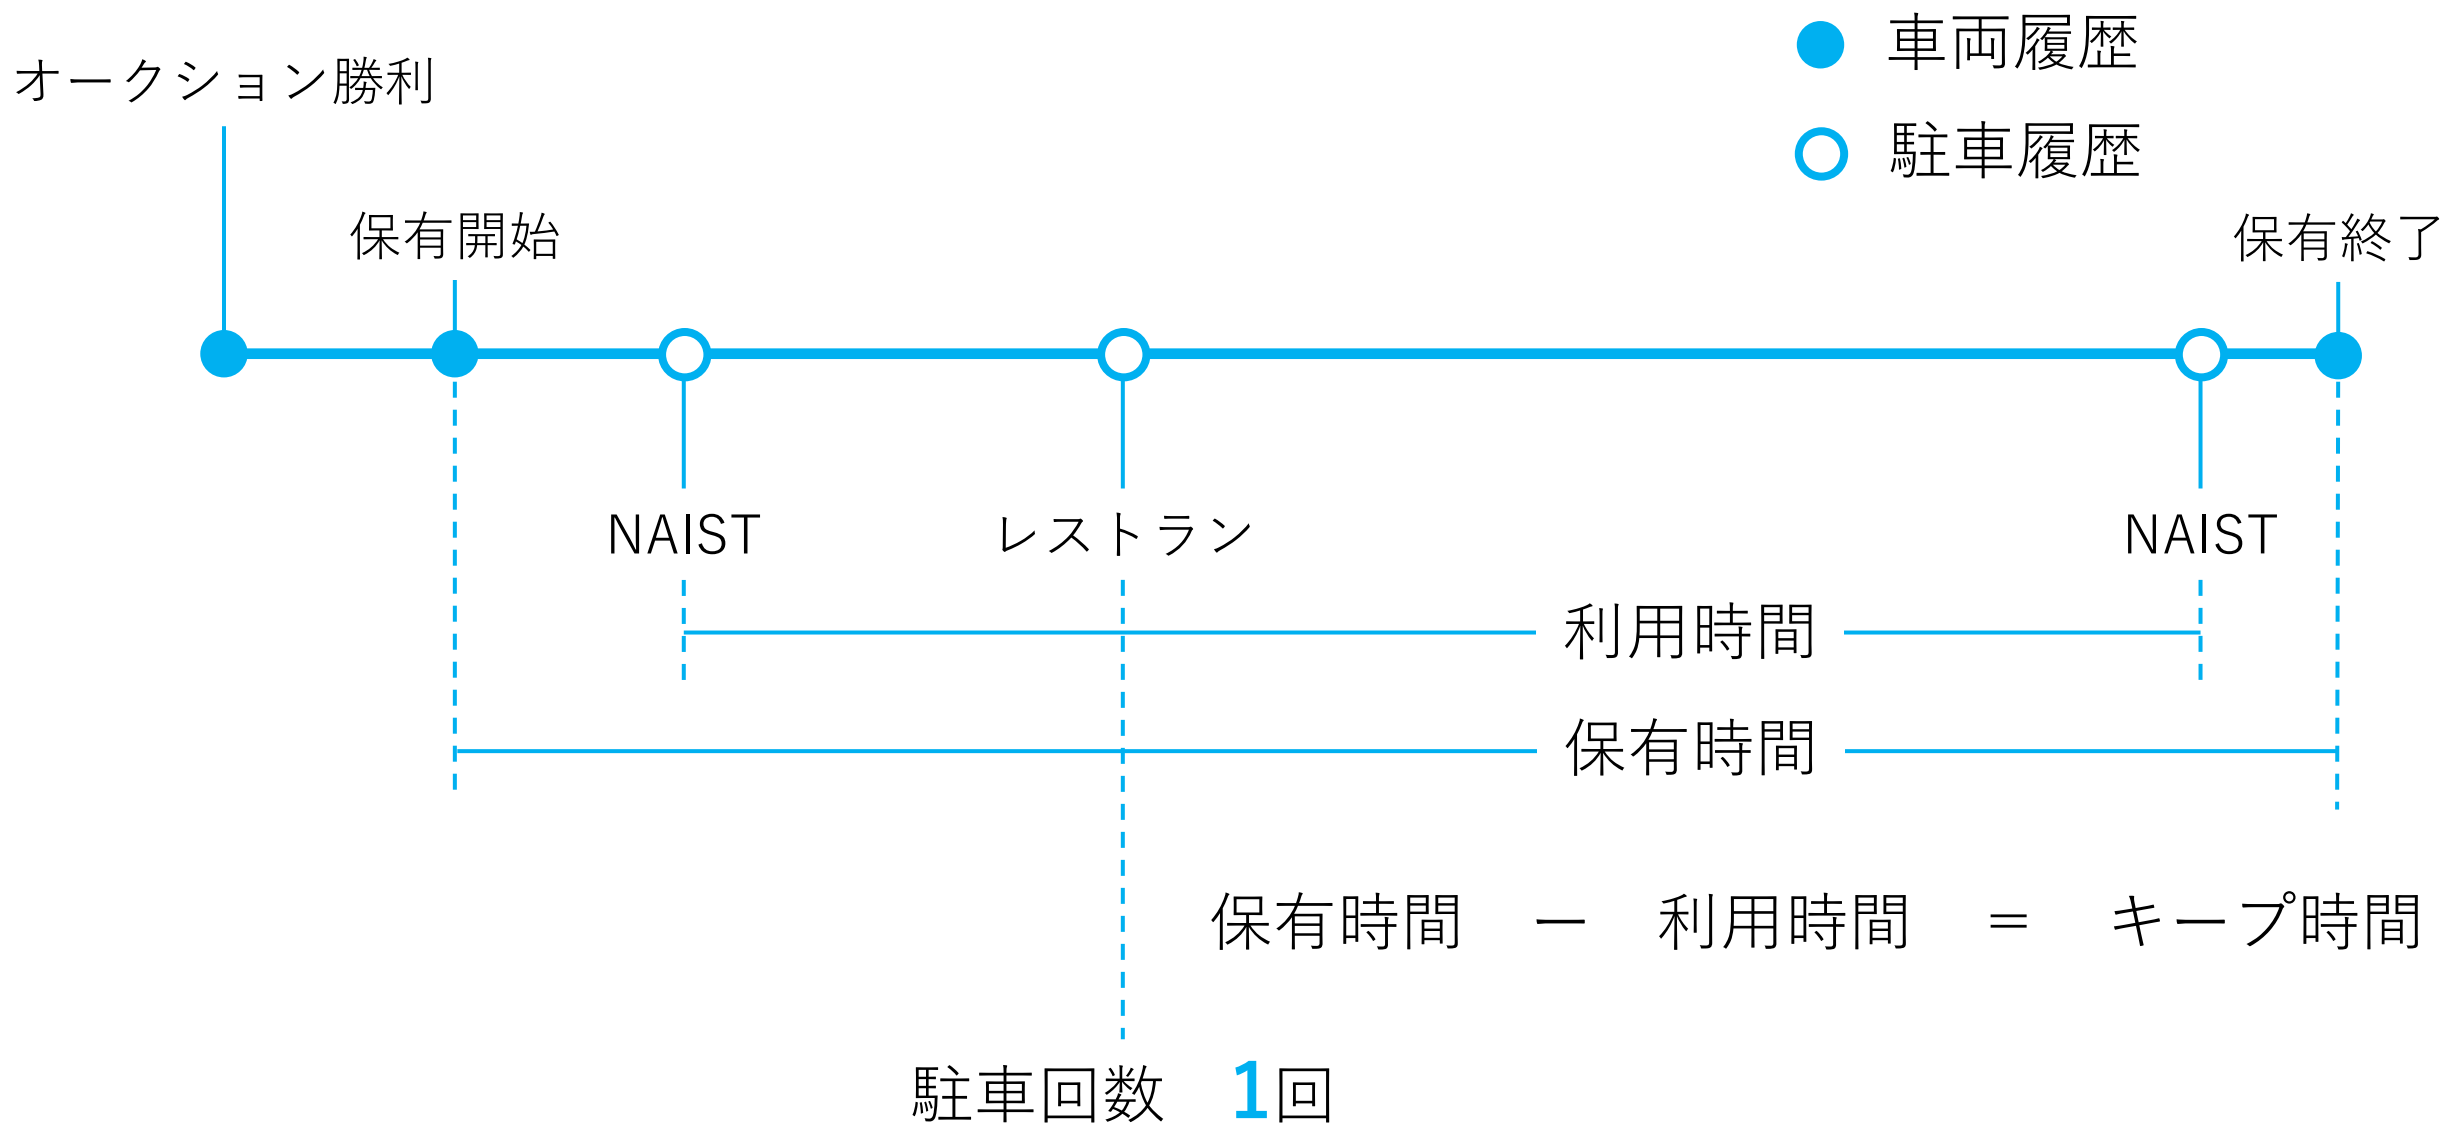 車両履歴
オークション勝利
駐車履歴
保有開始
保有終了
NAIST
レストラン
NAIST
利用時間
保有時間
保有時間 ー 利用時間 = キープ時間
駐車回数 1回